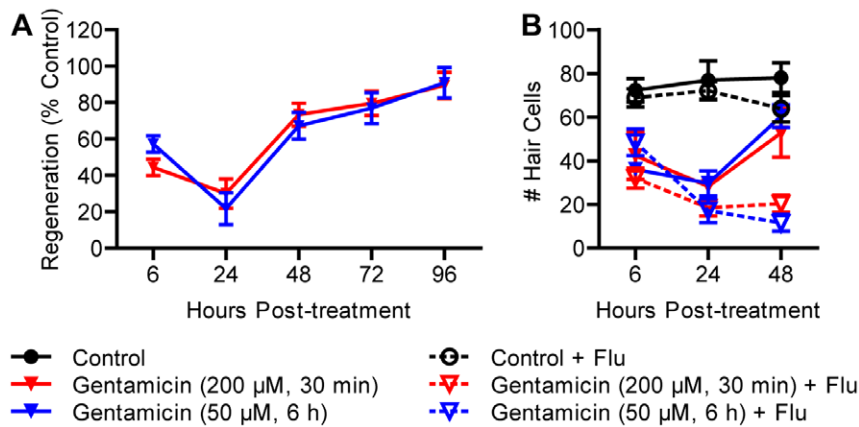 A
Regeneration (% Control)
120
100
80
60
40
20
0
6 24 48 72 96
Hours Post-treatment
B
# Hair Cells
100
80
60
40
20
0
6 24 48
Hours Post-treatment
Control
Gentamicin (200 µM, 30 min)
Gentamicin (50 µM, 6 h)
Control + Flu
Gentamicin (200 µM, 30 min) + Flu
Gentamicin (50 µM, 6 h) + Flu